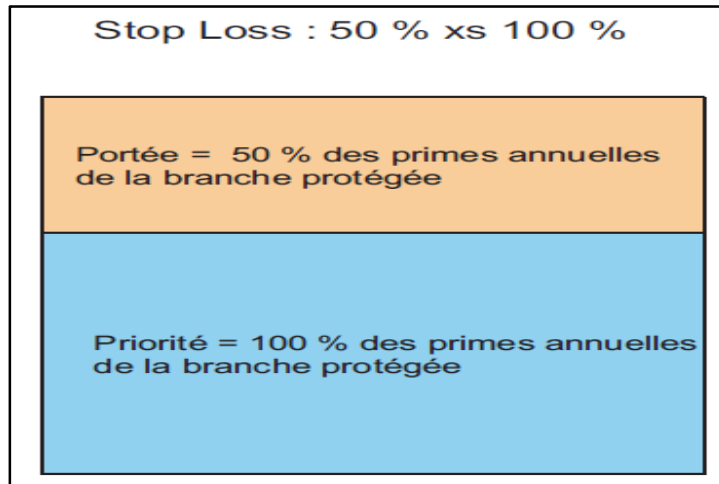 Stop Loss : 50 % xs 100 %
Portée = 50 % des primes annuelles
de la branche protégée
Priorité = 100 % des primes annuelles
de la branche protégée